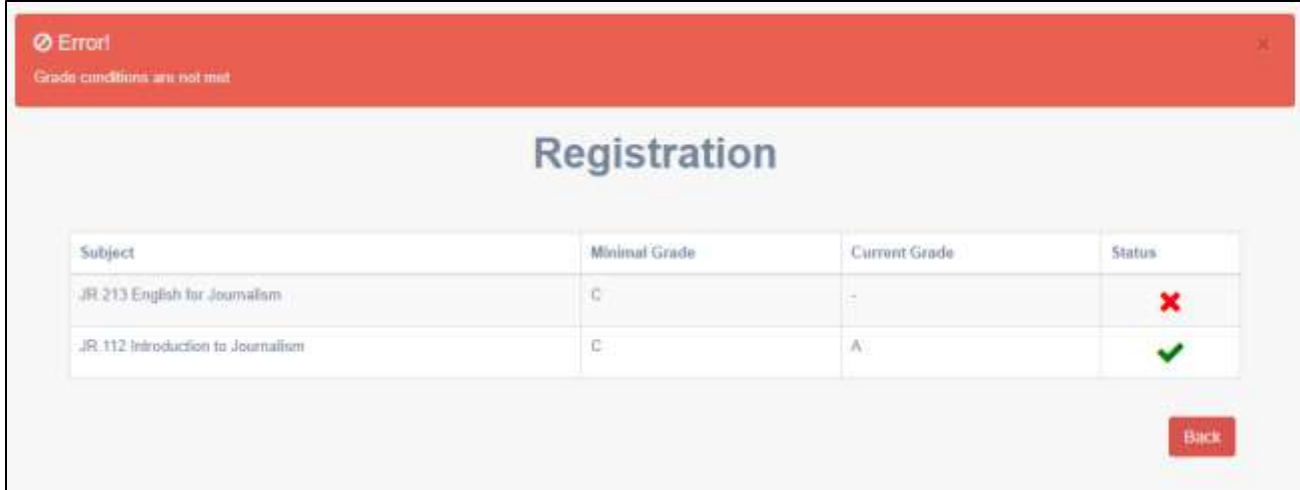 Error!
Grade conditions are not met
Registration
Subject Minimal Grade Current Grade Status
JR 213 English for Journalism C -
JR 112 Introduction to Journalism C A
Back